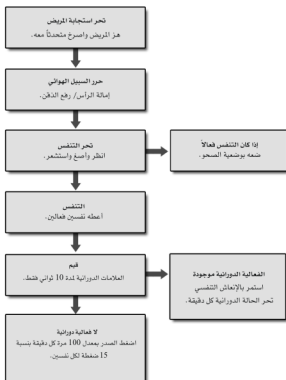 تحر استجابة المريض
هز المريض واصرخ متحدثاً معه.
حرر السبيل الهوائي
إمالة الرأس/ رفع الذقن.
تحر التنفس
انظر وأصغ واستشعر.
إذا كان التنفس فعالاً
ضعه بوضعية الصحو.
التنفس
أعطه نفسين فعالين.
قيم
العلامات الدورانية لمدة 10 ثواني فقط.
الفعالية الدورانية موجودة
استمر بالإنعاش التنفسي
تحر الحالة الدورانية كل دقيقة.
لا فعالية دورانية
اضغط الصدر بمعدل 100 مرة كل دقيقة بنسبة
15 ضغطة لكل نفسين.